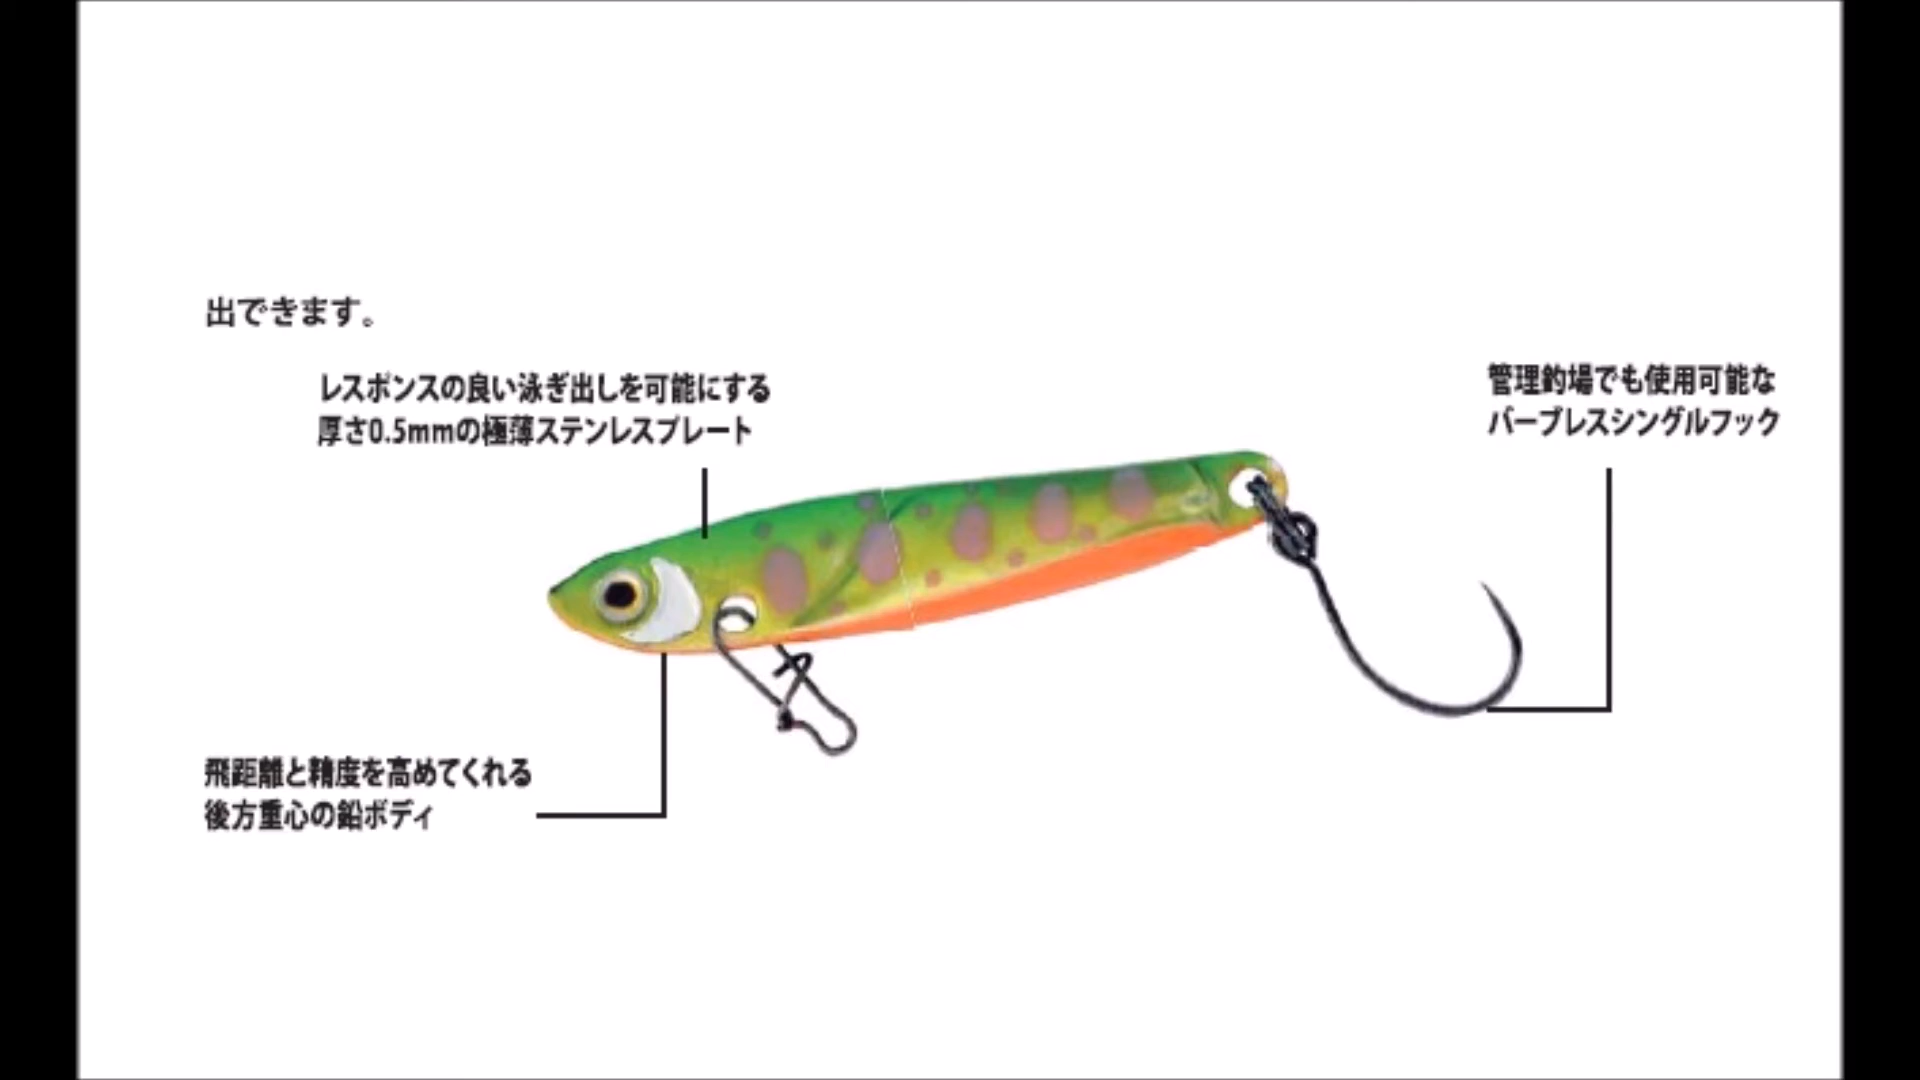 出できます。
レスポンスの良い泳ぎ出しを可能にする
厚さ0.5mmの極薄ステンレスプレート
管理釣場でも使用可能な
バーブレスシングルフック
飛距離と精度を高めてくれる
後方重心の鉛ボディ